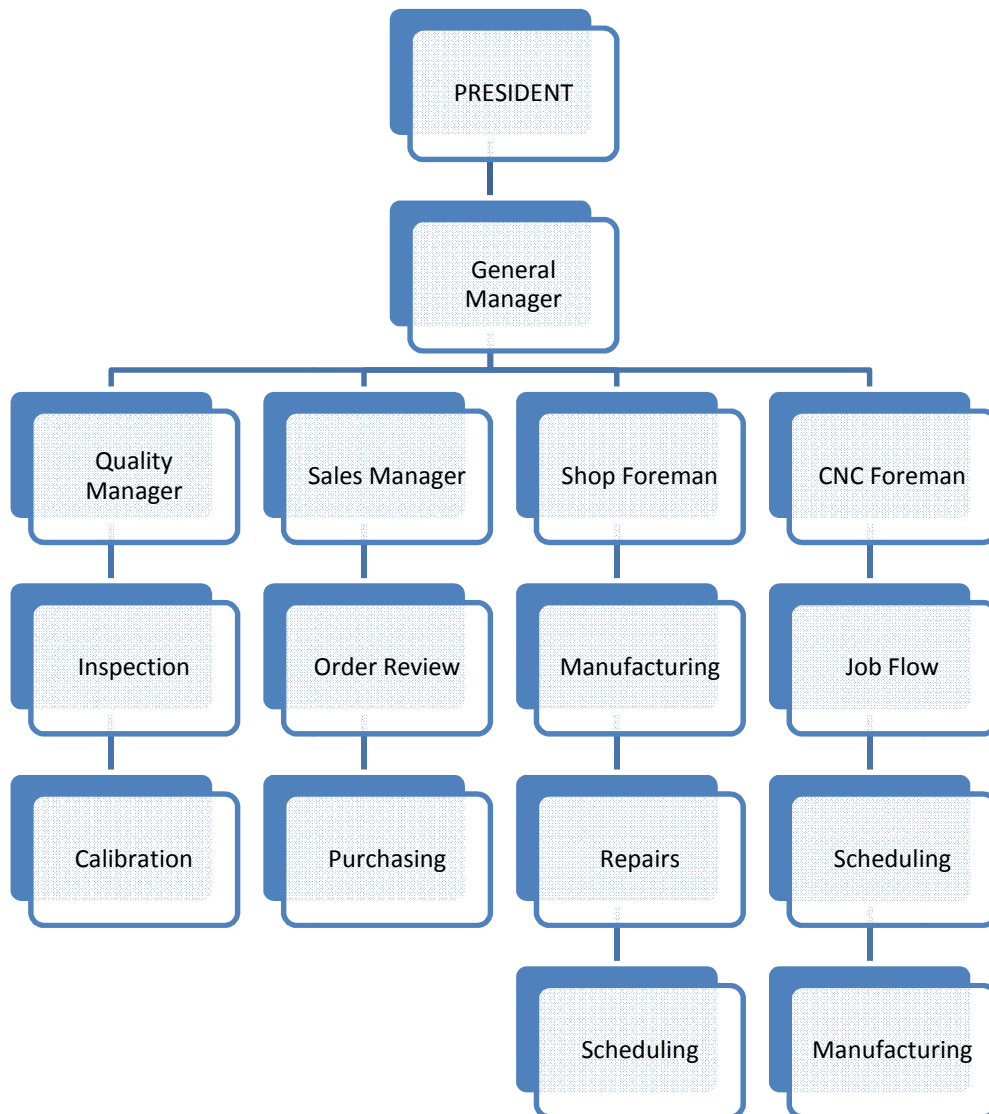 PRESIDENT
General
Manager
Quality
Manager
Sales Manager
Shop Foreman
CNC Foreman
Inspection
Order Review
Manufacturing
Job Flow
Calibration
Purchasing
Repairs
Scheduling
Scheduling
Manufacturing